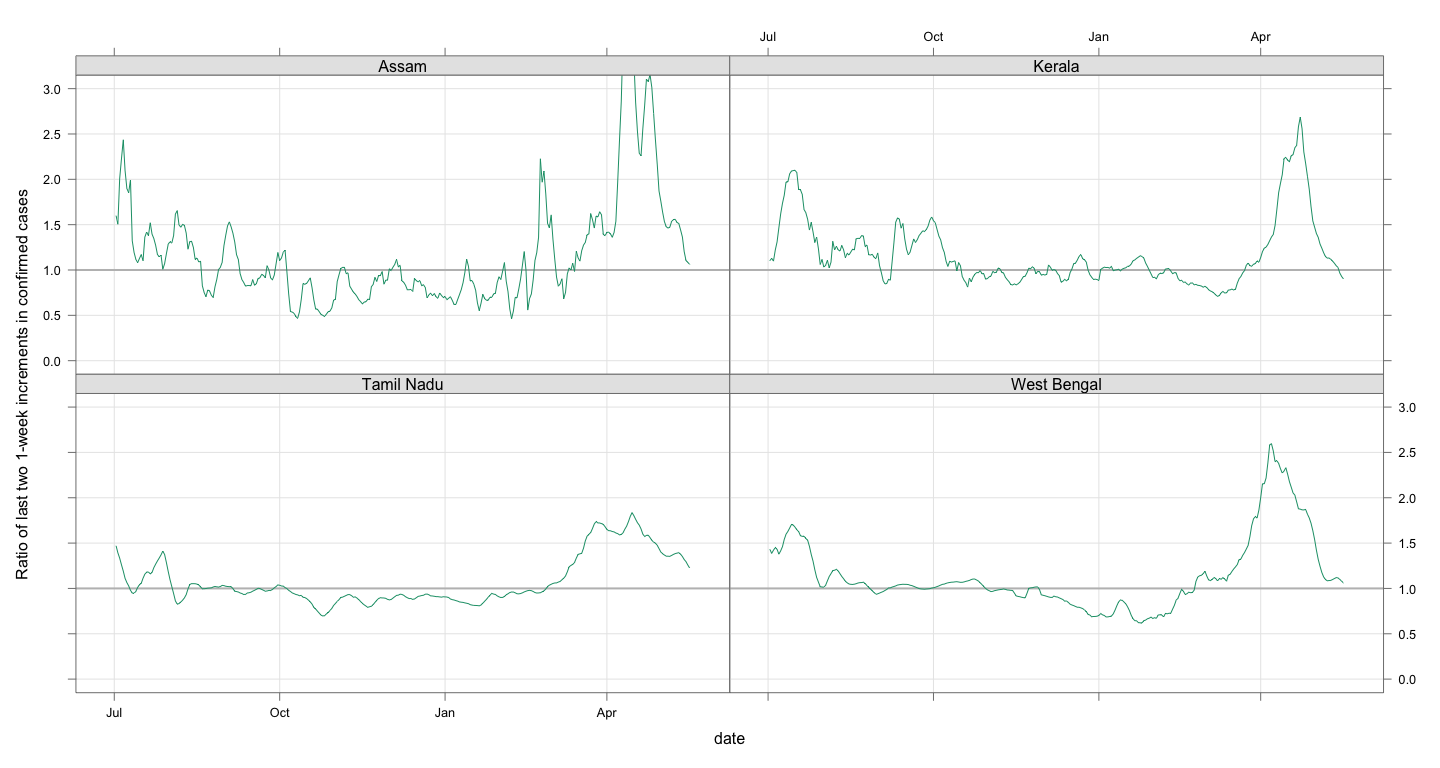 Jul Oct Jan Apr
Assam Kerala
3.0
2.5
2.0
1.5
1.0
0.5
0.0
Ratio of last two 1-week increments in confirmed cases
Tamil Nadu West Bengal
3.0
2.5
2.0
1.5
1.0
0.5
0.0
Jul Oct Jan Apr
date